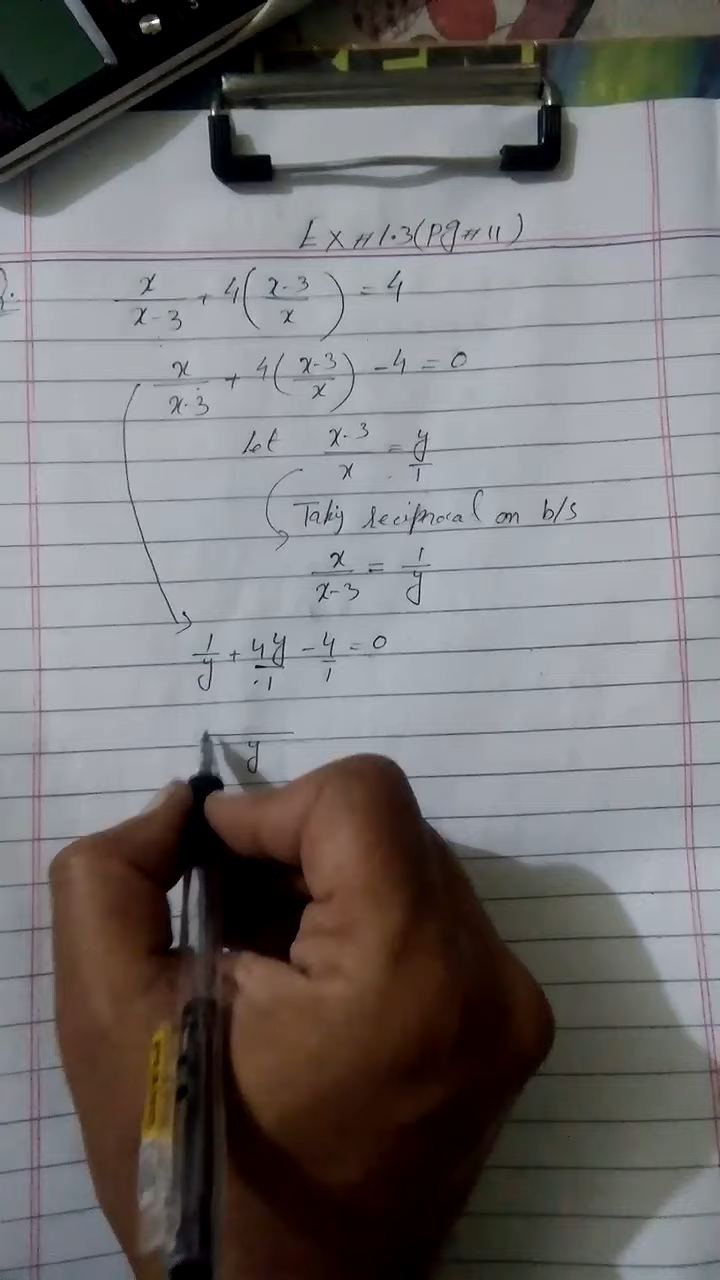 Ex # 1.3 (Pg # 11)
x/(x-3) + 4((x-3)/x) = 4
x/(x-3) + 4((x-3)/x) - 4 = 0
Let (x-3)/x = y/1
Taking reciprocal on b/s
x/(x-3) = 1/y
1/y + 4y/1 - 4/1 = 0
y